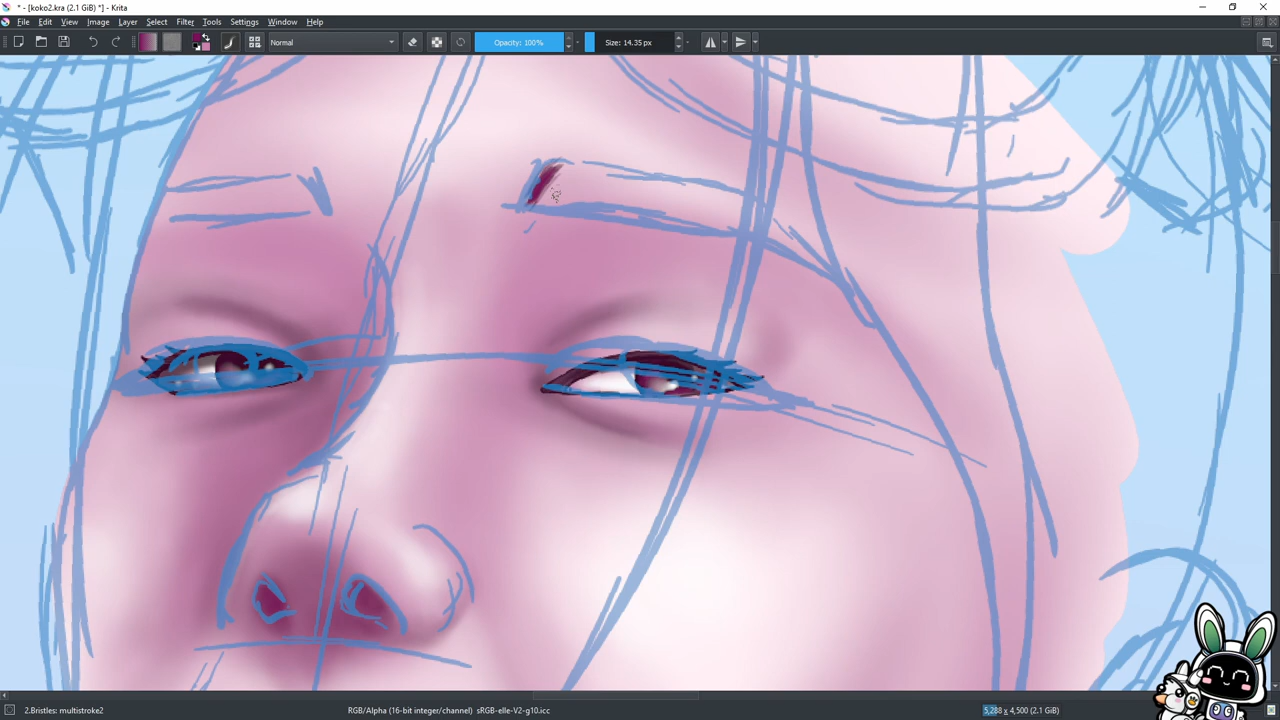 * - [koko2.kra (2.1 GiB) *] - Krita
File Edit View Image Layer Select Filter Tools Settings Window Help
Normal Opacity: 100% Size: 14.35 px
2.Bristles: multistroke2 RGB/Alpha (16-bit integer/channel) sRGB-elle-V2-g10.icc 5,288 x 4,500 (2.1 GiB)